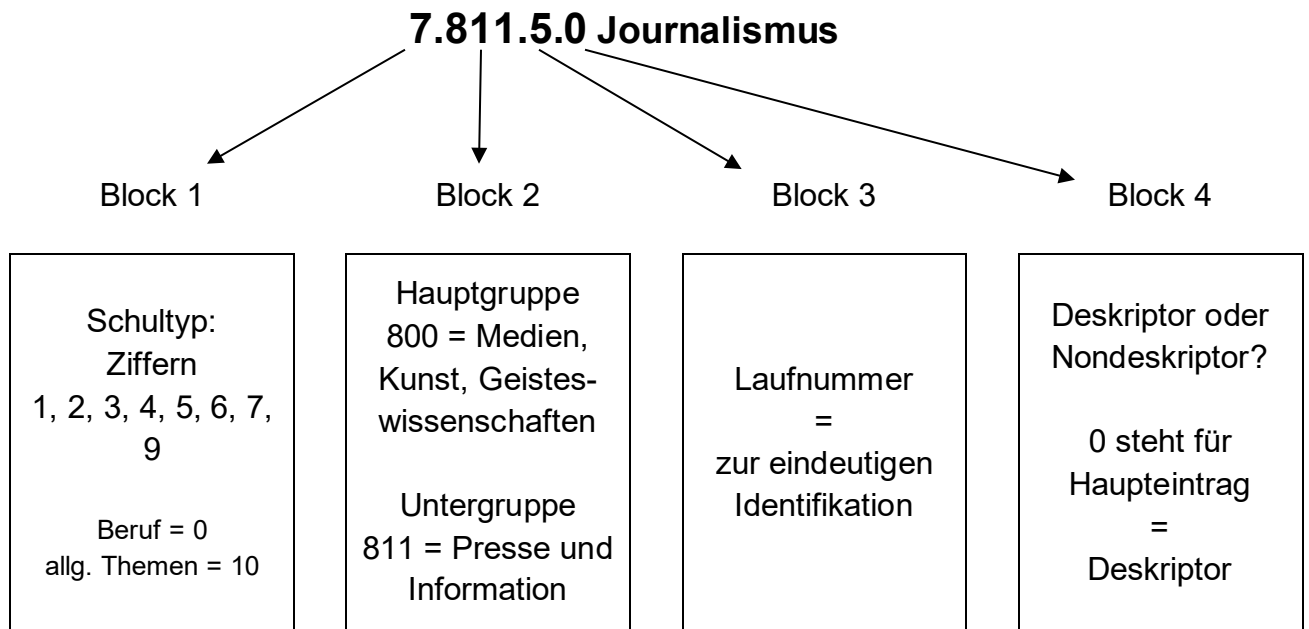 7.811.5.0 Journalismus
Block 1
Block 2
Block 3
Block 4
Schultyp:
Ziffern
1, 2, 3, 4, 5, 6, 7,
9
Beruf = 0
allg. Themen = 10
Hauptgruppe
800 = Medien,
Kunst, Geistes-
wissenschaften
Untergruppe
811 = Presse und
Information
Laufnummer
=
zur eindeutigen
Identifikation
Deskriptor oder
Nondeskriptor?
0 steht für
Haupteintrag
=
Deskriptor